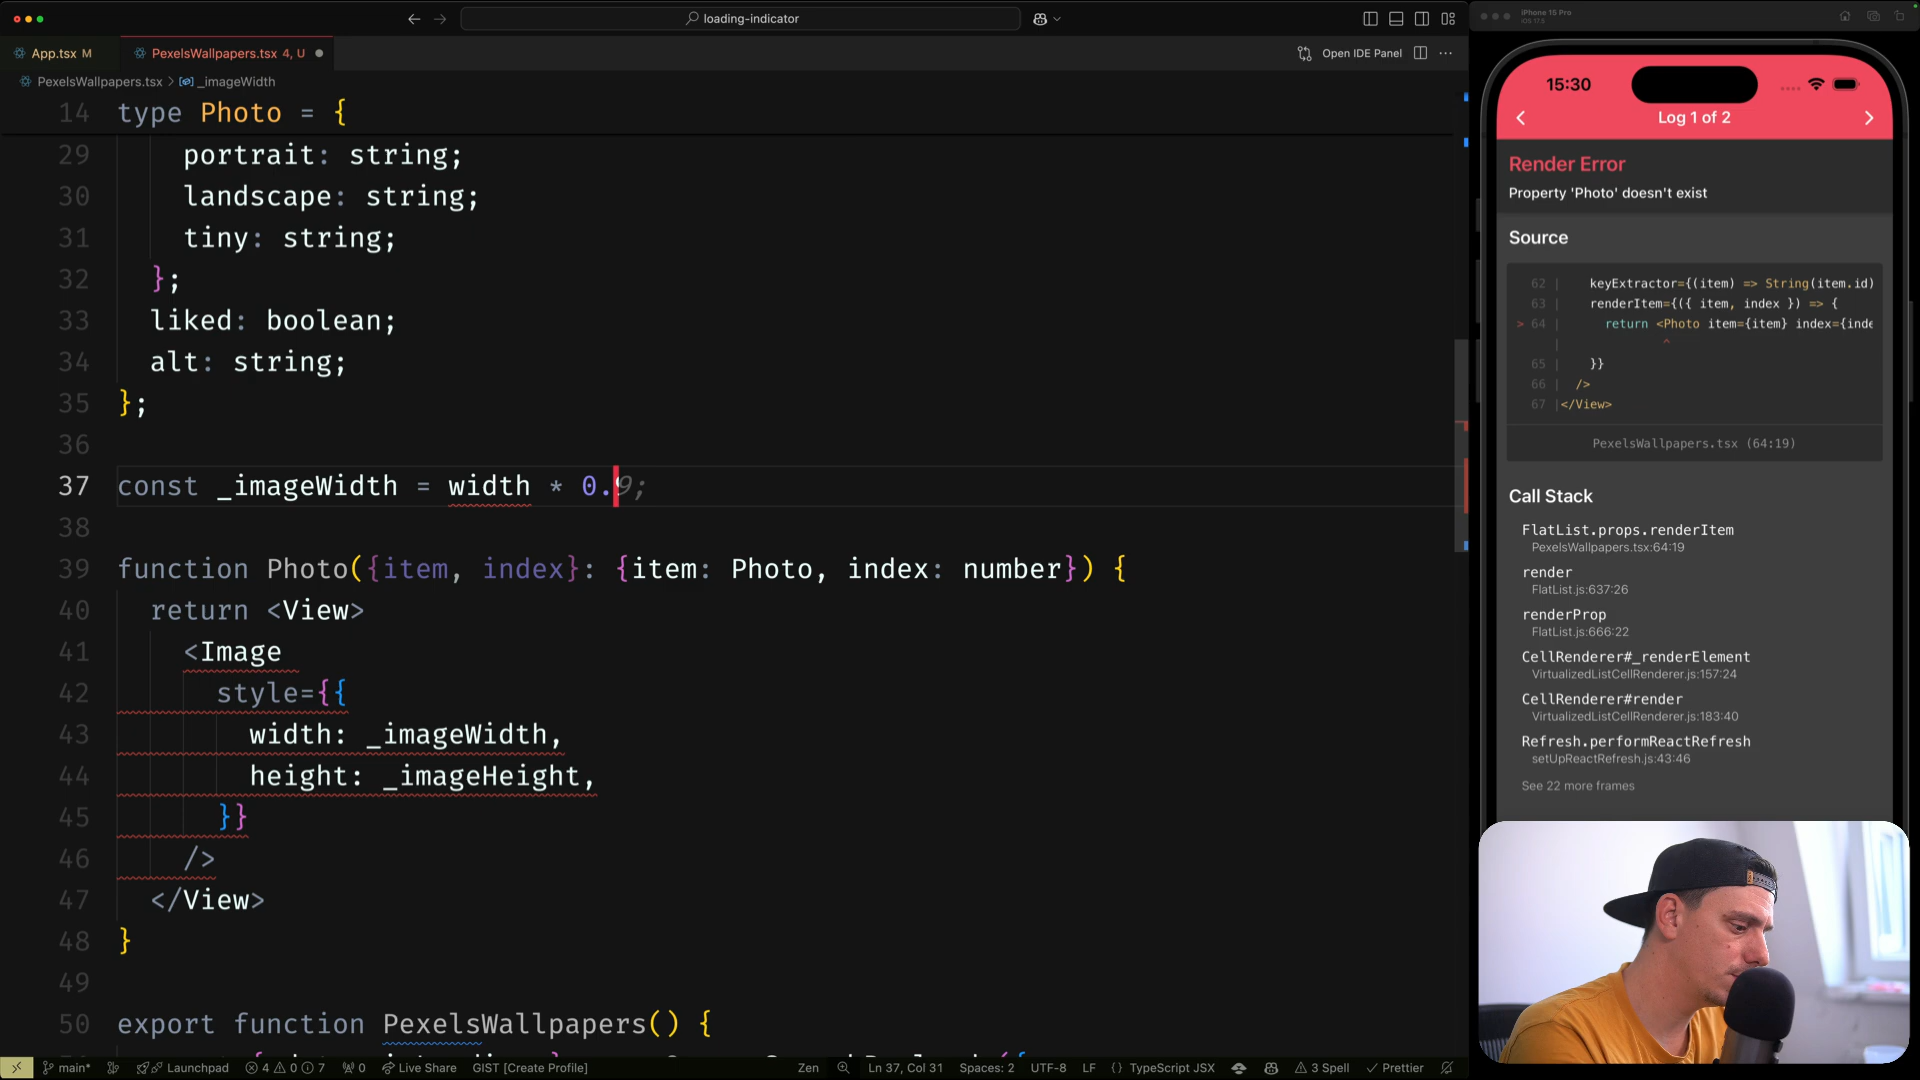 loading-indicator
App.tsx M
PexelsWallpapers.tsx 4, U
Open IDE Panel
PexelsWallpapers.tsx > _imageWidth
14 type Photo = {
29 portrait: string;
30 landscape: string;
31 tiny: string;
32 };
33 liked: boolean;
34 alt: string;
35 };
36
37 const _imageWidth = width * 0.9;
38
39 function Photo({item, index}: {item: Photo, index: number}) {
40 return <View>
41 <Image
42 style={{
43 width: _imageWidth,
44 height: _imageHeight,
45 }}
46 />
47 </View>
48 }
49
50 export function PexelsWallpapers() {
main*
Launchpad
4 0 7
0
Live Share
GIST [Create Profile]
Zen
Ln 37, Col 31
Spaces: 2
UTF-8
LF
{} TypeScript JSX
3 Spell
Prettier
iPhone 15 Pro
iOS 17.5
15:30
Log 1 of 2
Render Error
Property 'Photo' doesn't exist
Source
62 | keyExtractor={(item) => String(item.id)
63 | renderItem={({ item, index }) => {
> 64 | return <Photo item={item} index={inde
| ^
65 | }}
66 | />
67 |</View>
PexelsWallpapers.tsx (64:19)
Call Stack
FlatList.props.renderItem
PexelsWallpapers.tsx:64:19
render
FlatList.js:637:26
renderProp
FlatList.js:666:22
CellRenderer#_renderElement
VirtualizedListCellRenderer.js:157:24
CellRenderer#render
VirtualizedListCellRenderer.js:183:40
Refresh.performReactRefresh
setUpReactRefresh.js:43:46
See 22 more frames